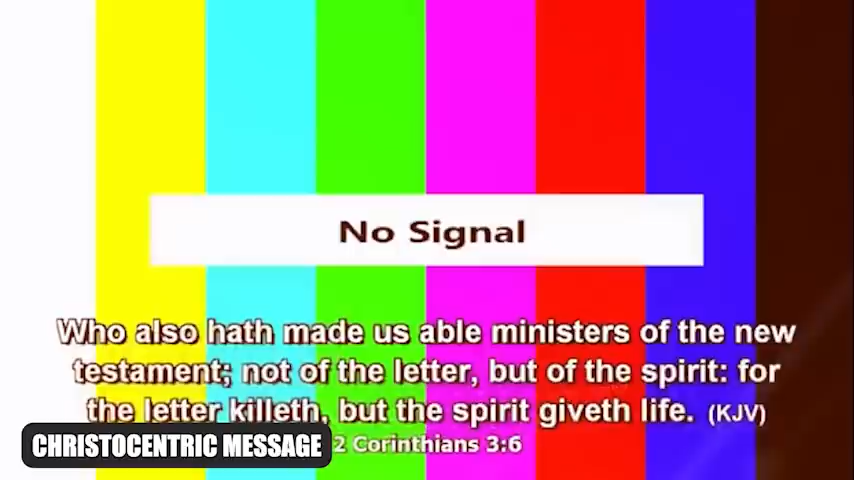 No Signal
Who also hath made us able ministers of the new
testament; not of the letter, but of the spirit: for
the letter killeth, but the spirit giveth life. (KJV)
2 Corinthians 3:6
CHRISTOCENTRIC MESSAGE